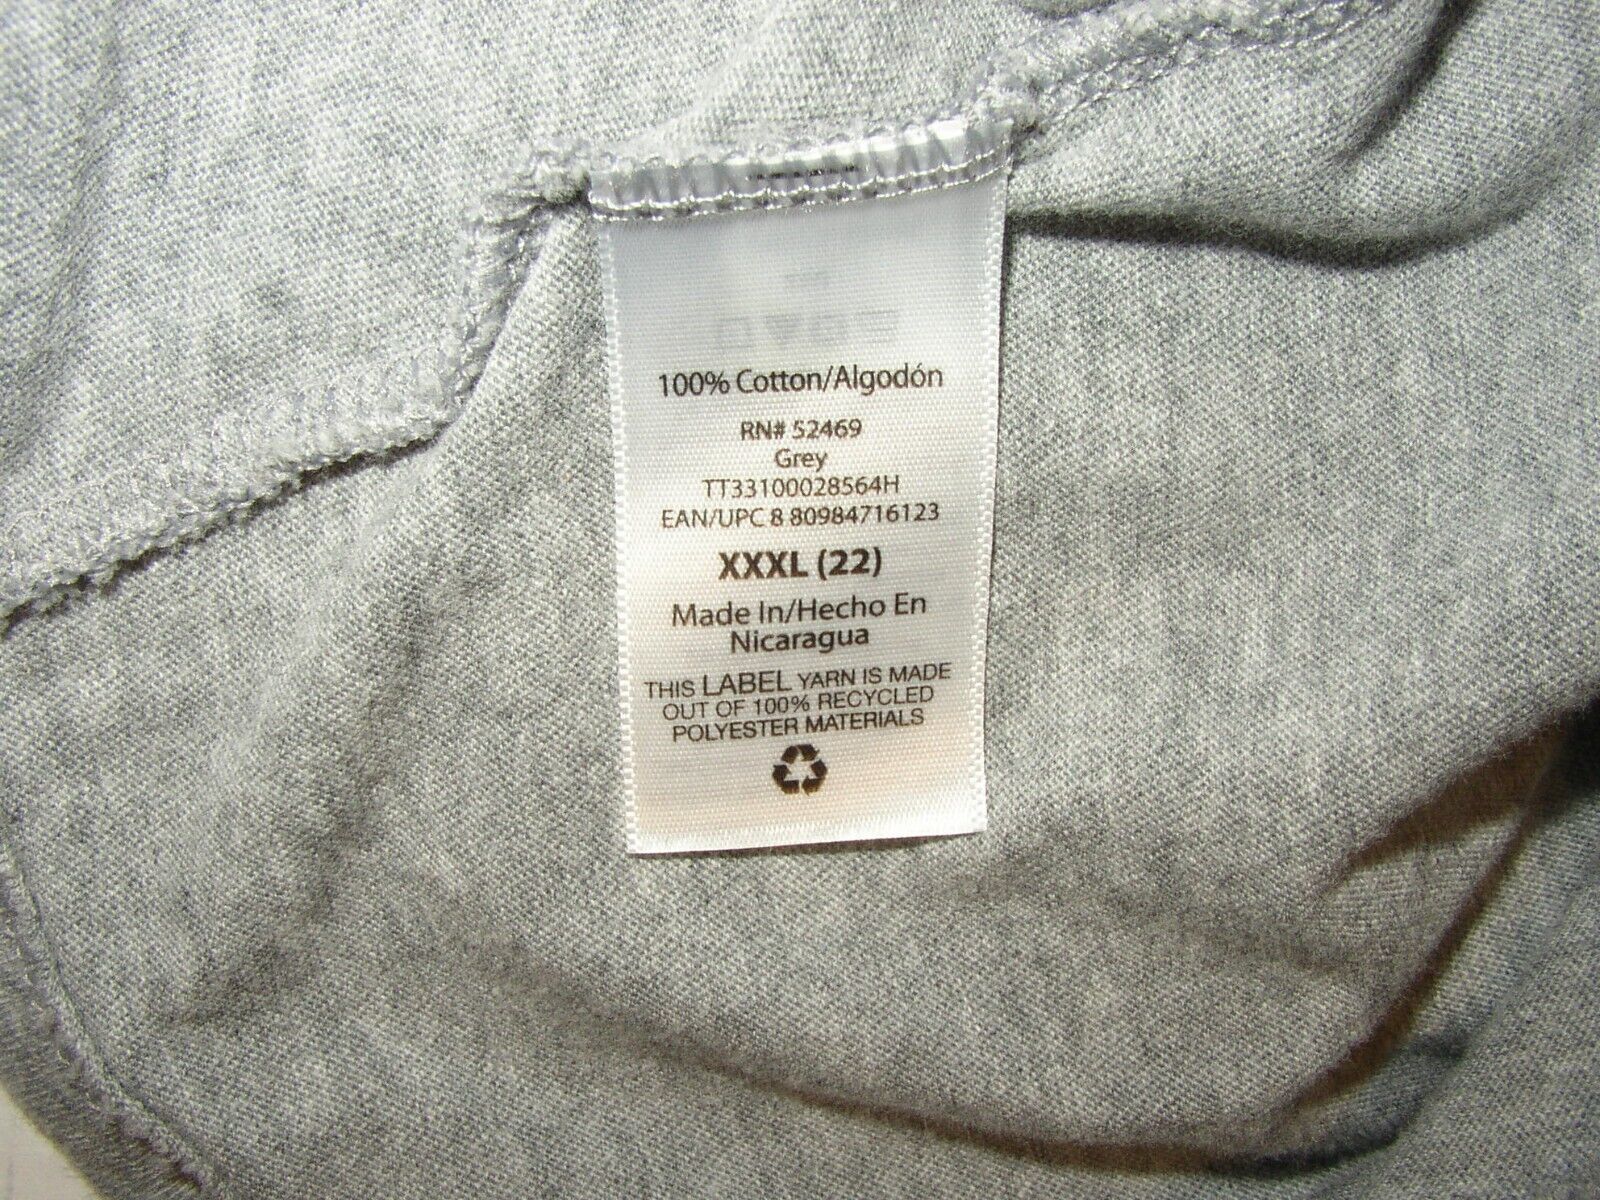 100% Cotton/Algodón
RN# 52469
Grey
TT33100028564H
EAN/UPC 8 80984716123
XXXL (22)
Made In/Hecho En
Nicaragua
THIS LABEL YARN IS MADE
OUT OF 100% RECYCLED
POLYESTER MATERIALS